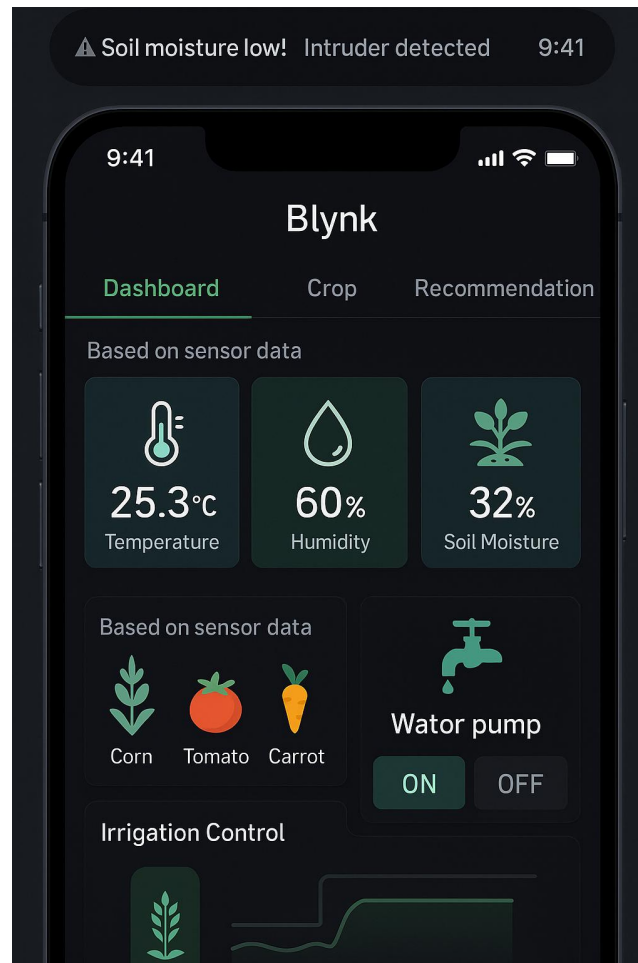 ⚠ Soil moisture low! Intruder detected 9:41
9:41
Blynk
Dashboard Crop Recommendation
Based on sensor data
25.3°C 60% 32%
Temperature Humidity Soil Moisture
Based on sensor data
Corn Tomato Carrot
Wator pump
ON OFF
Irrigation Control